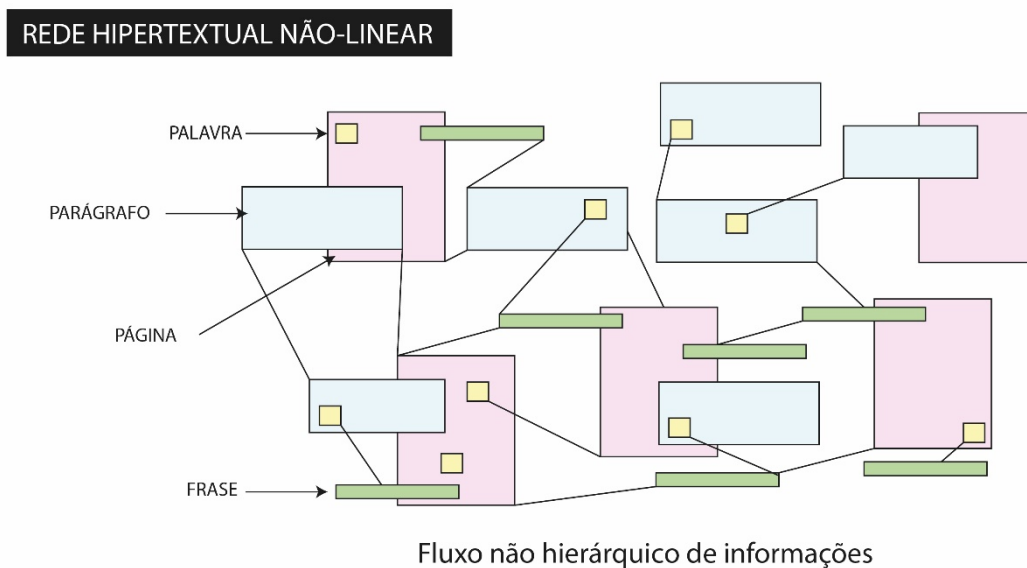 REDE HIPERTEXTUAL NÃO-LINEAR
PALAVRA
PARÁGRAFO
PÁGINA
FRASE
Fluxo não hierárquico de informações